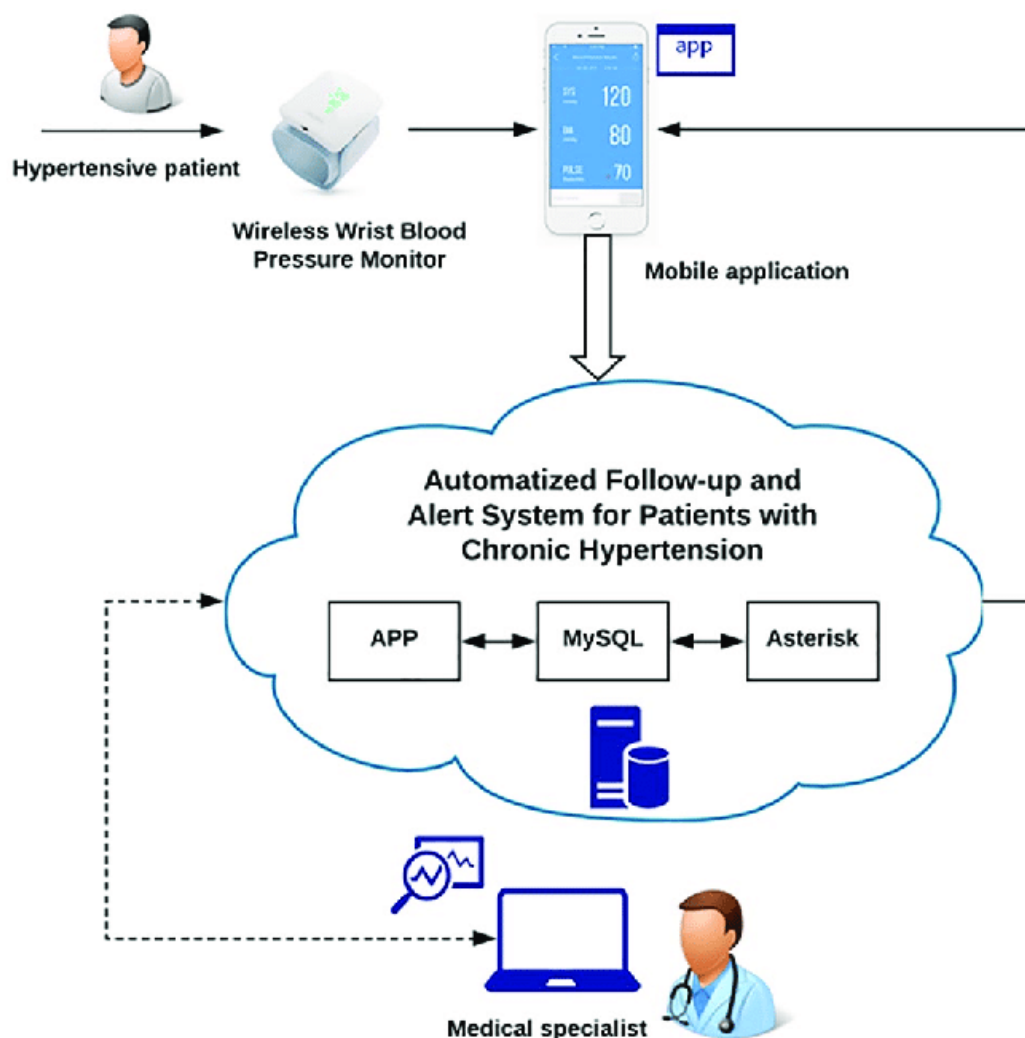 app
SYS
120
80
PULSE
70
Hypertensive patient
Wireless Wrist Blood
Pressure Monitor
Mobile application
Automatized Follow-up and
Alert System for Patients with
Chronic Hypertension
APP
MySQL
Asterisk
Medical specialist